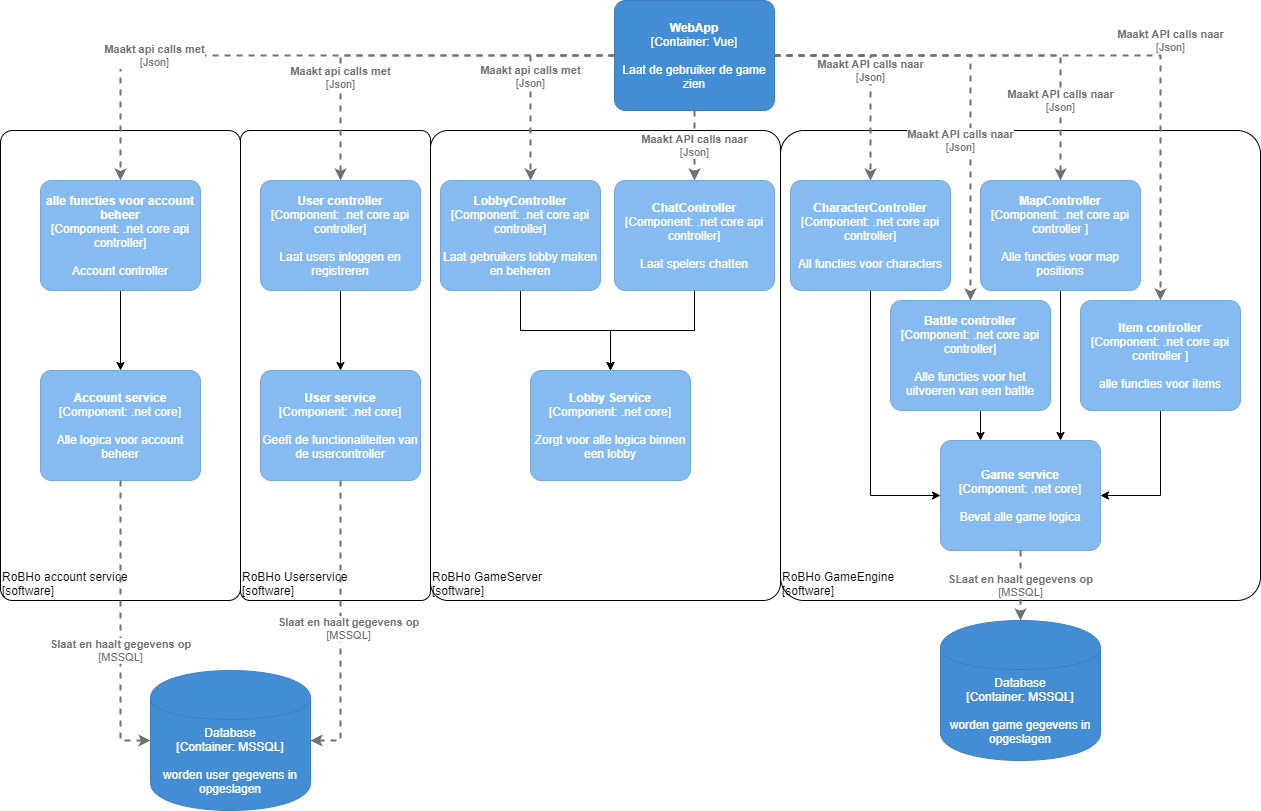 WebApp
[Container: Vue]
Laat de gebruiker de game
zien
Maakt api calls met
[Json]
Maakt api calls met
[Json]
Maakt api calls met
[Json]
Maakt API calls naar
[Json]
Maakt API calls naar
[Json]
Maakt API calls naar
[Json]
Maakt API calls naar
[Json]
Maakt API calls naar
[Json]
alle functies voor account
beheer
[Component: .net core api
controller]
Account controller
User controller
[Component: .net core api
controller]
Laat users inloggen en
registreren
LobbyController
[Component: .net core api
controller]
Laat gebruikers lobby maken
en beheren
ChatController
[Component: .net core api
controller]
Laat spelers chatten
CharacterController
[Component: .net core api
controller]
All functies voor characters
MapController
[Component: .net core api
controller ]
Alle functies voor map
positions
Battle controller
[Component: .net core api
controller]
Alle functies voor het
uitvoeren van een battle
Item controller
[Component: .net core api
controller ]
alle functies voor items
Account service
[Component: .net core]
Alle logica voor account
beheer
User service
[Component: .net core]
Geeft de functionaliteiten van
de usercontroller
Lobby Service
[Component: .net core]
Zorgt voor alle logica binnen
een lobby
Game service
[Component: .net core]
Bevat alle game logica
RoBHo account service
[software]
RoBHo Userservice
[software]
RoBHo GameServer
[software]
RoBHo GameEngine
[software]
Slaat en haalt gegevens op
[MSSQL]
Slaat en haalt gegevens op
[MSSQL]
SLaat en haalt gegevens op
[MSSQL]
Database
[Container: MSSQL]
worden user gegevens in
opgeslagen
Database
[Container: MSSQL]
worden game gegevens in
opgeslagen